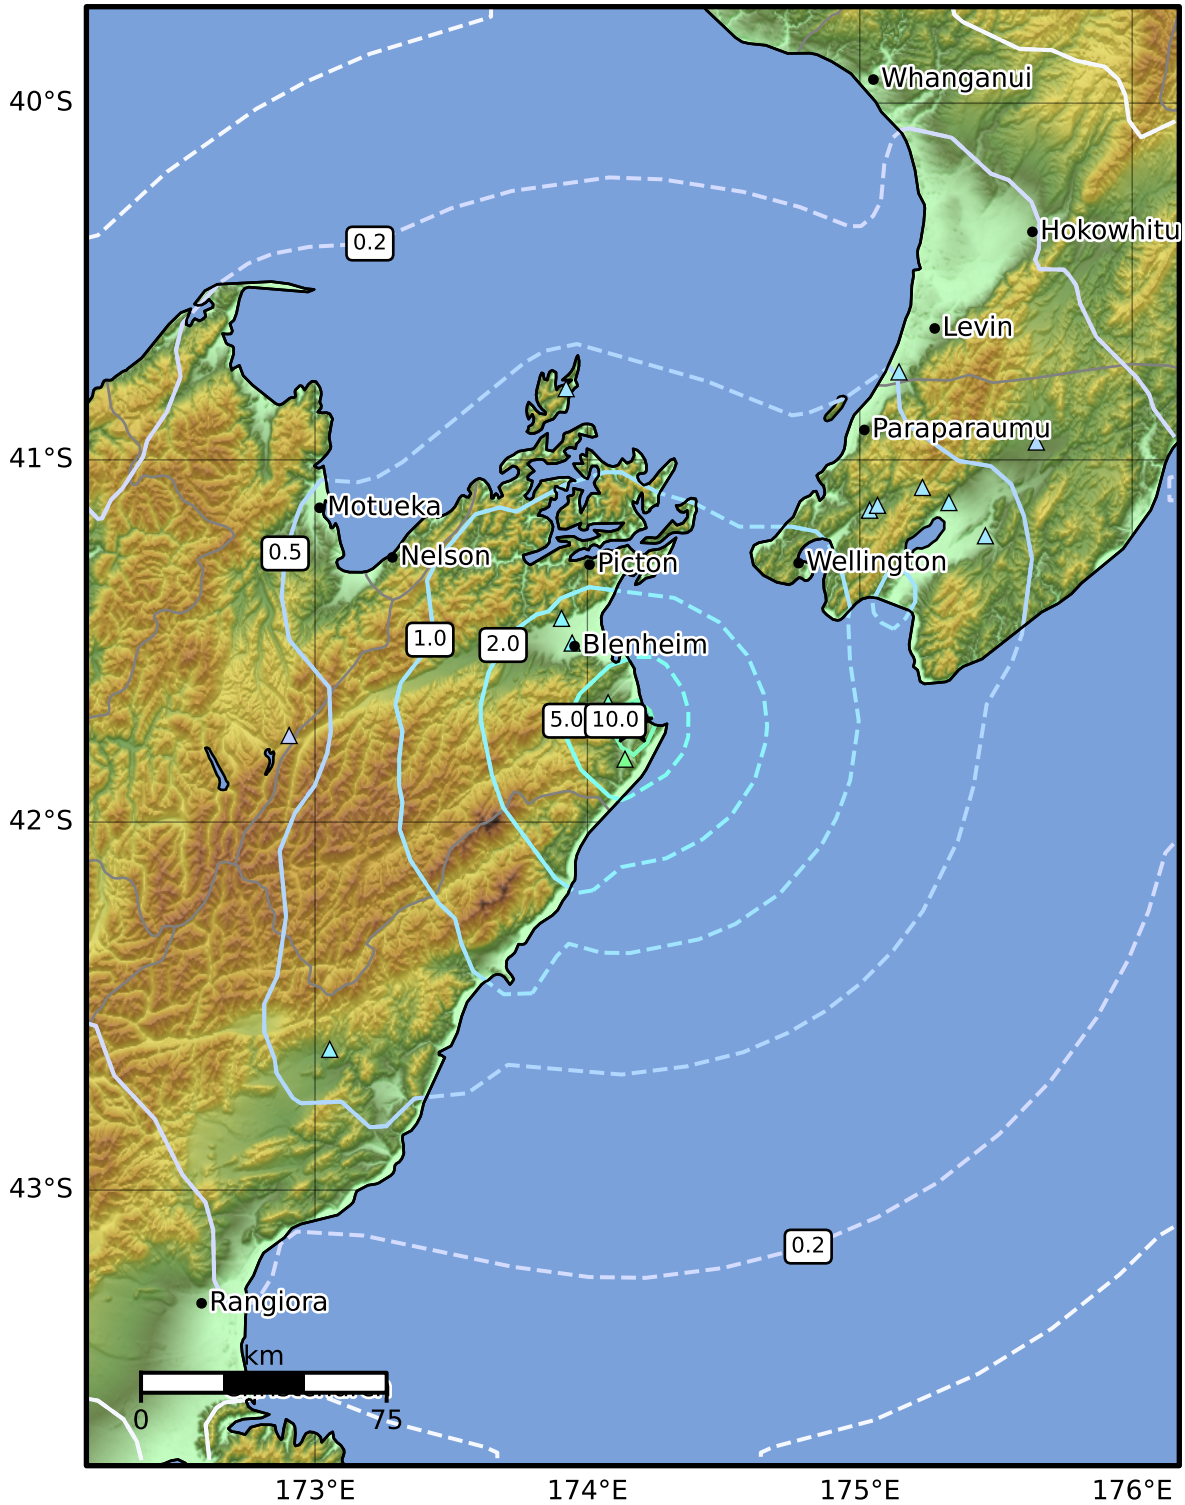 40°S
Whanganui
Hokowhitu
0.2
Levin
Paraparaumu
41°S
Motueka
Nelson
0.5
Picton
Wellington
1.0
2.0
Blenheim
5.0
10.0
42°S
43°S
0.2
Rangiora
km
0
75
173°E
174°E
175°E
176°E